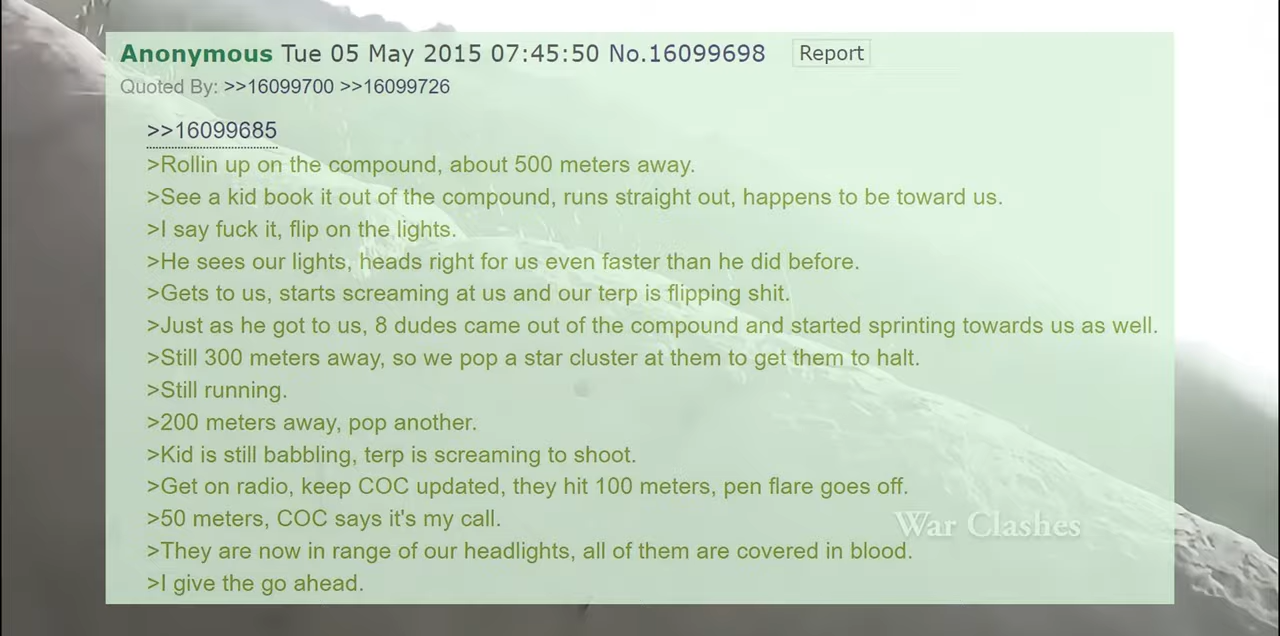 Anonymous Tue 05 May 2015 07:45:50 No.16099698 Report
Quoted By: >>16099700 >>16099726
>>16099685
>Rollin up on the compound, about 500 meters away.
>See a kid book it out of the compound, runs straight out, happens to be toward us.
>I say fuck it, flip on the lights.
>He sees our lights, heads right for us even faster than he did before.
>Gets to us, starts screaming at us and our terp is flipping shit.
>Just as he got to us, 8 dudes came out of the compound and started sprinting towards us as well.
>Still 300 meters away, so we pop a star cluster at them to get them to halt.
>Still running.
>200 meters away, pop another.
>Kid is still babbling, terp is screaming to shoot.
>Get on radio, keep COC updated, they hit 100 meters, pen flare goes off.
>50 meters, COC says it's my call.
War Clashes
>They are now in range of our headlights, all of them are covered in blood.
>I give the go ahead.